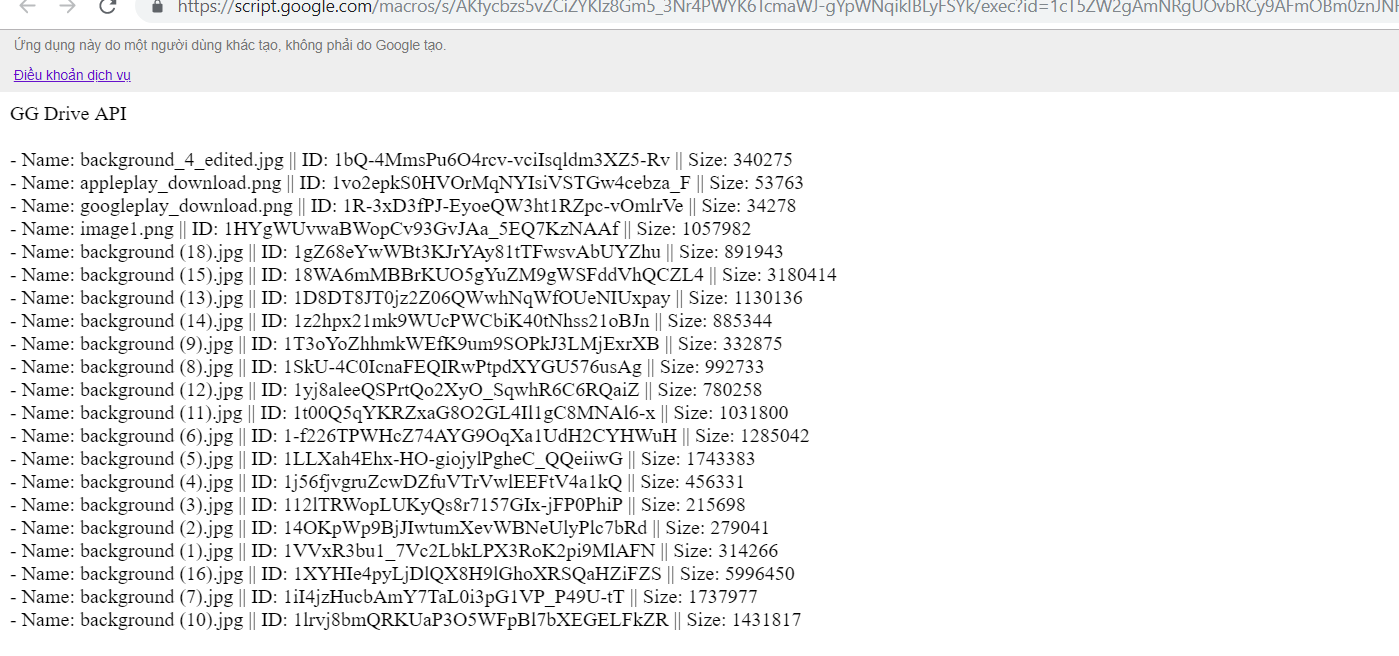 https://script.google.com/macros/s/AKfycbzs5vZCiZYKIz8Gm5_3Nr4PWYK6TcmaWJ-gYpWNqikIBLyFSYk/exec?id=1cT5ZW2gAmNRgUOvbRCy9AFmOBm0znJNF
Ứng dụng này do một người dùng khác tạo, không phải do Google tạo.
Điều khoản dịch vụ
GG Drive API
- Name: background_4_edited.jpg || ID: 1bQ-4MmsPu6O4rcv-vciIsqldm3XZ5-Rv || Size: 340275
- Name: appleplay_download.png || ID: 1vo2epkS0HVOrMqNYIsiVSTGw4cebza_F || Size: 53763
- Name: googleplay_download.png || ID: 1R-3xD3fPJ-EyoeQW3ht1RZpc-vOmlrVe || Size: 34278
- Name: image1.png || ID: 1HYgWUvwaBWopCv93GvJAa_5EQ7KzNAAf || Size: 1057982
- Name: background (18).jpg || ID: 1gZ68eYwWBt3KJrYAy81tTFwsvAbUYZhu || Size: 891943
- Name: background (15).jpg || ID: 18WA6mMBBrKUO5gYuZM9gWSFddVhQCZL4 || Size: 3180414
- Name: background (13).jpg || ID: 1D8DT8JT0jz2Z06QWwhNqWfOUeNIUxpay || Size: 1130136
- Name: background (14).jpg || ID: 1z2hpx21mk9WUcPWCbiK40tNhss21oBJn || Size: 885344
- Name: background (9).jpg || ID: 1T3oYoZhhmkWEfK9um9SOPkJ3LMjExrXB || Size: 332875
- Name: background (8).jpg || ID: 1SkU-4C0IcnaFEQIRwPtpdXYGU576usAg || Size: 992733
- Name: background (12).jpg || ID: 1yj8aleeQSPrtQo2XyO_SqwhR6C6RQaiZ || Size: 780258
- Name: background (11).jpg || ID: 1t00Q5qYKRZxaG8O2GL4Il1gC8MNAl6-x || Size: 1031800
- Name: background (6).jpg || ID: 1-f226TPWHcZ74AYG9OqXa1UdH2CYHWuH || Size: 1285042
- Name: background (5).jpg || ID: 1LLXah4Ehx-HO-giojylPgheC_QQeiiwG || Size: 1743383
- Name: background (4).jpg || ID: 1j56fjvgruZcwDZfuVTrVwlEEFtV4a1kQ || Size: 456331
- Name: background (3).jpg || ID: 112lTRWopLUKyQs8r7157GIx-jFP0PhiP || Size: 215698
- Name: background (2).jpg || ID: 14OKpWp9BjJIwtumXevWBNeUlyPlc7bRd || Size: 279041
- Name: background (1).jpg || ID: 1VVxR3bu1_7Vc2LbkLPX3RoK2pi9MlAFN || Size: 314266
- Name: background (16).jpg || ID: 1XYHIe4pyLjDlQX8H9lGhoXRSQaHZiFZS || Size: 5996450
- Name: background (7).jpg || ID: 1iI4jzHucbAmY7TaL0i3pG1VP_P49U-tT || Size: 1737977
- Name: background (10).jpg || ID: 1lrvj8bmQRKUaP3O5WFpBl7bXEGELFkZR || Size: 1431817